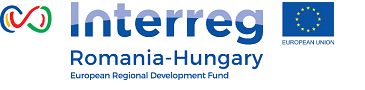 Interreg
EUROPEAN UNION
Romania-Hungary
European Regional Development Fund